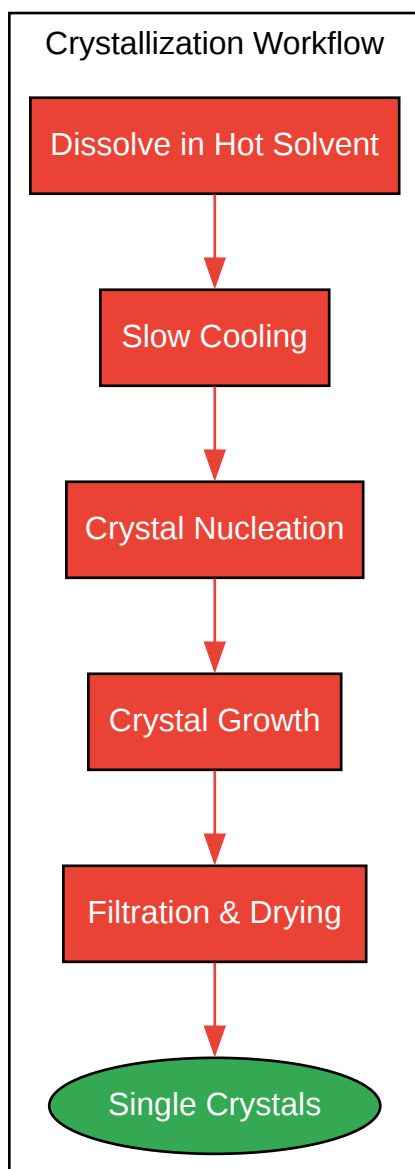 Crystallization Workflow
Dissolve in Hot Solvent
Slow Cooling
Crystal Nucleation
Crystal Growth
Filtration & Drying
Single Crystals